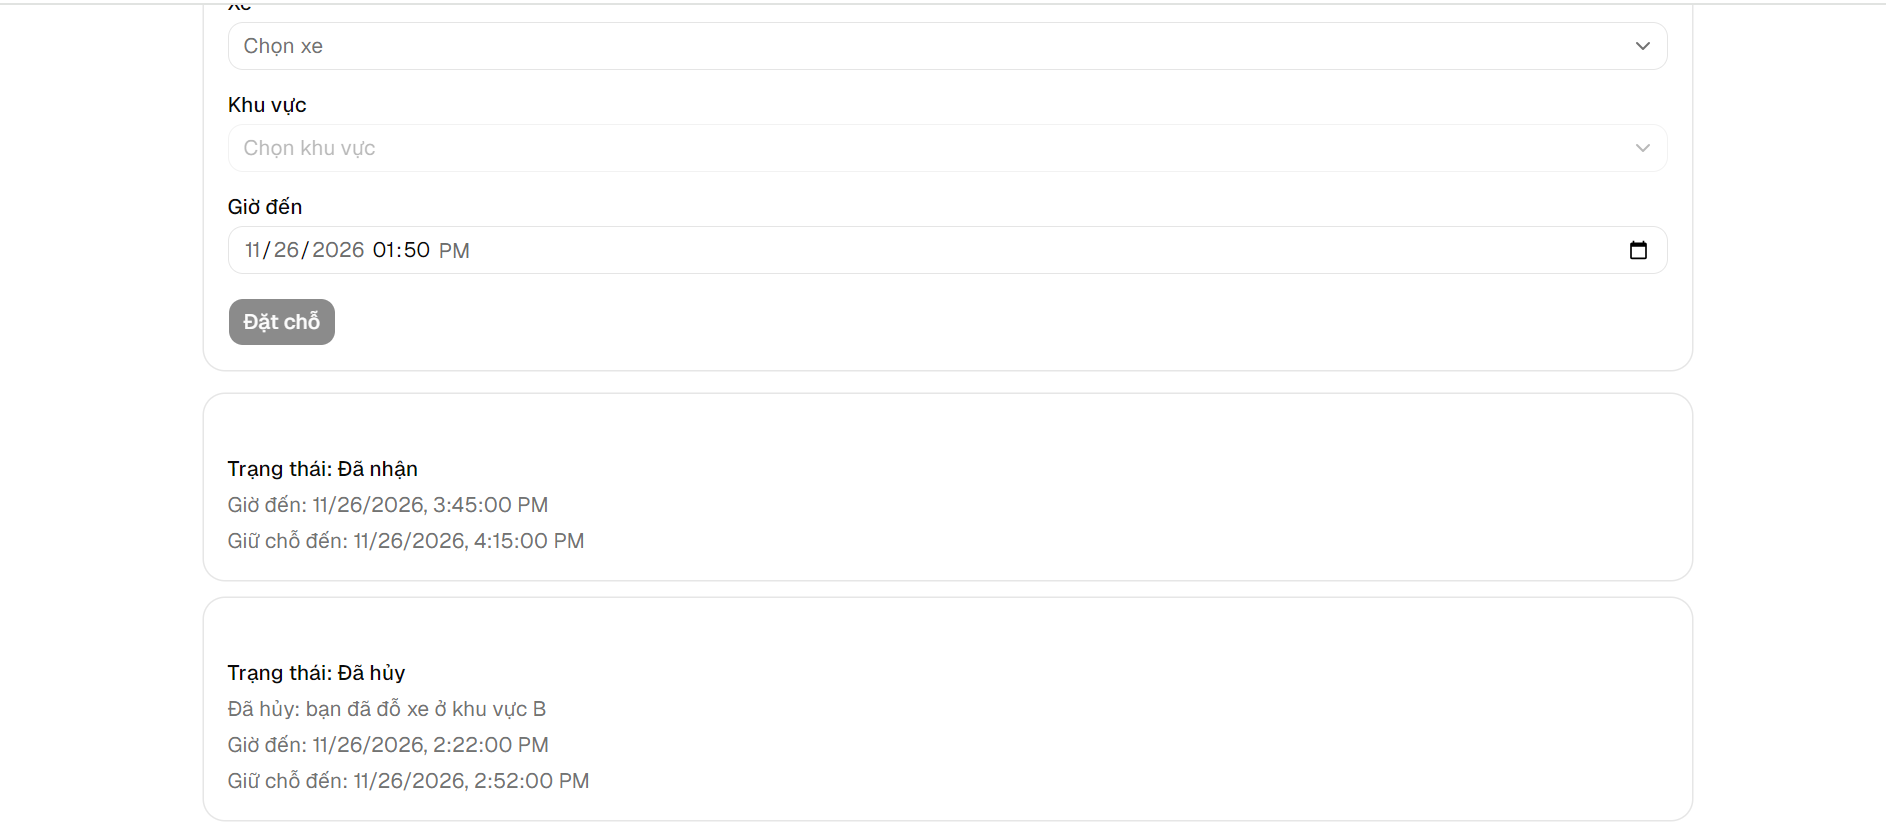 Xe
Chọn xe
Khu vực
Chọn khu vực
Giờ đến
11/26/2026 01:50 PM
Đặt chỗ
Trạng thái: Đã nhận
Giờ đến: 11/26/2026, 3:45:00 PM
Giữ chỗ đến: 11/26/2026, 4:15:00 PM
Trạng thái: Đã hủy
Đã hủy: bạn đã đỗ xe ở khu vực B
Giờ đến: 11/26/2026, 2:22:00 PM
Giữ chỗ đến: 11/26/2026, 2:52:00 PM